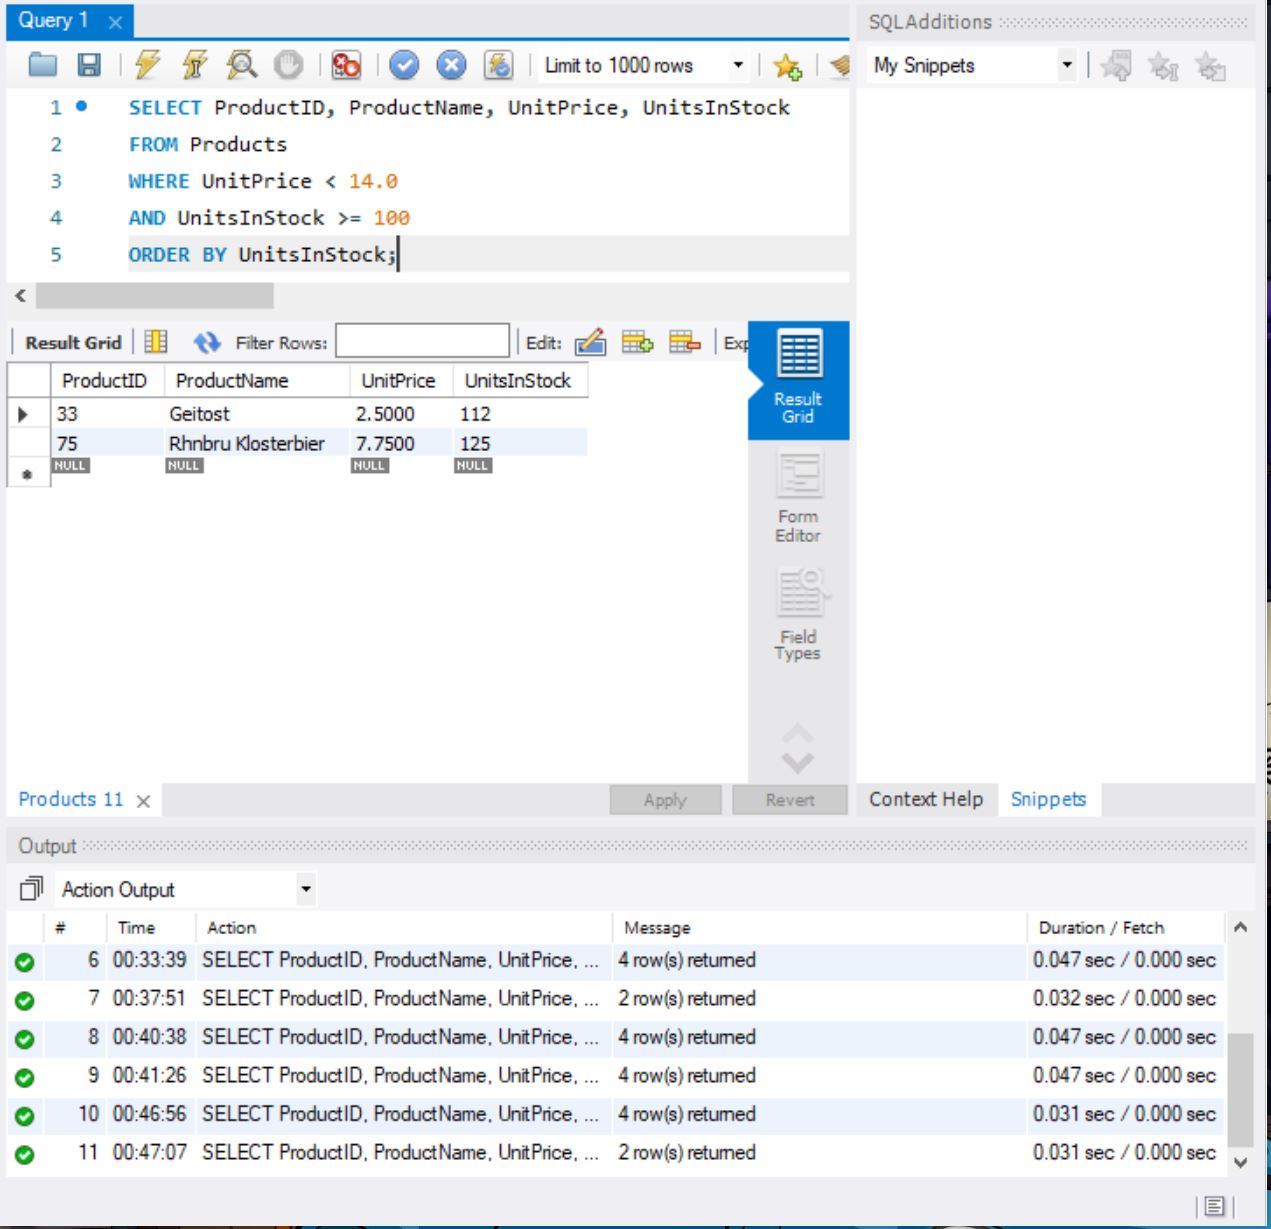 Query 1
SQLAdditions
Limit to 1000 rows
My Snippets
1 SELECT ProductID, ProductName, UnitPrice, UnitsInStock
2 FROM Products
3 WHERE UnitPrice < 14.0
4 AND UnitsInStock >= 100
5 ORDER BY UnitsInStock;
Result Grid Filter Rows: Edit: Exp
ProductID ProductName UnitPrice UnitsInStock
33 Geitost 2.5000 112
75 Rhnbru Klosterbier 7.7500 125
NULL NULL NULL NULL
Result
Grid
Form
Editor
Field
Types
Products 11 Apply Revert
Context Help Snippets
Output
Action Output
# Time Action Message Duration / Fetch
6 00:33:39 SELECT ProductID, ProductName, UnitPrice, ... 4 row(s) returned 0.047 sec / 0.000 sec
7 00:37:51 SELECT ProductID, ProductName, UnitPrice, ... 2 row(s) returned 0.032 sec / 0.000 sec
8 00:40:38 SELECT ProductID, ProductName, UnitPrice, ... 4 row(s) returned 0.047 sec / 0.000 sec
9 00:41:26 SELECT ProductID, ProductName, UnitPrice, ... 4 row(s) returned 0.047 sec / 0.000 sec
10 00:46:56 SELECT ProductID, ProductName, UnitPrice, ... 4 row(s) returned 0.031 sec / 0.000 sec
11 00:47:07 SELECT ProductID, ProductName, UnitPrice, ... 2 row(s) returned 0.031 sec / 0.000 sec